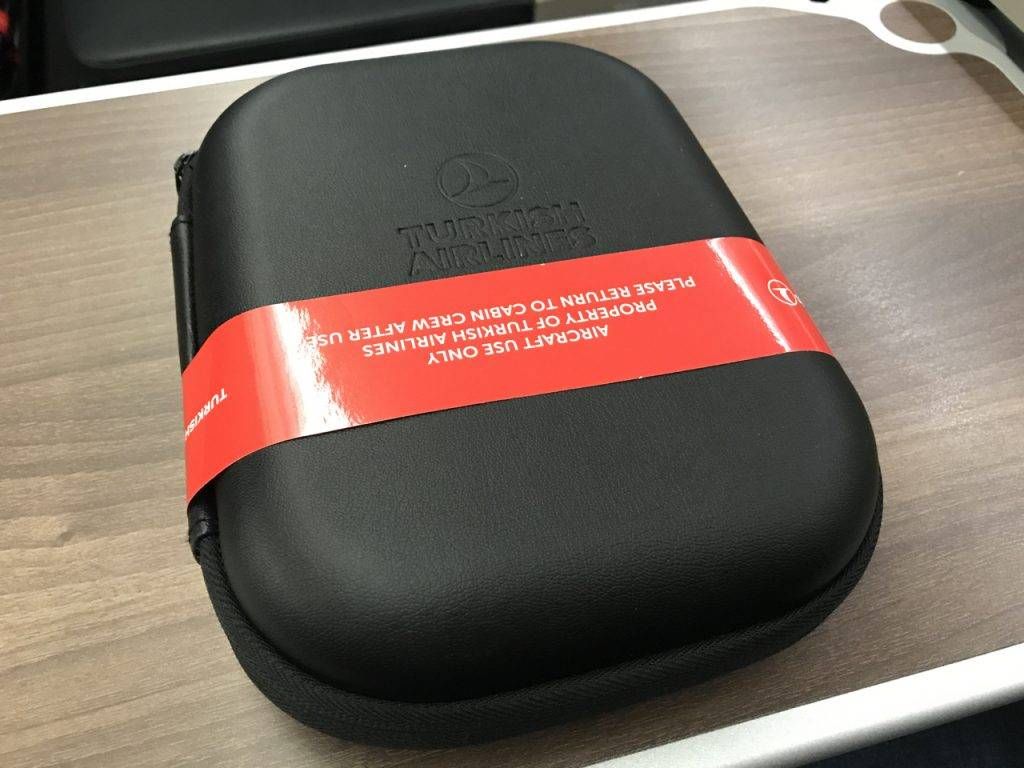 TURKISH
AIRLINES
AIRCRAFT USE ONLY
PROPERTY OF TURKISH AIRLINES
PLEASE RETURN TO CABIN CREW AFTER USE
TURKISH